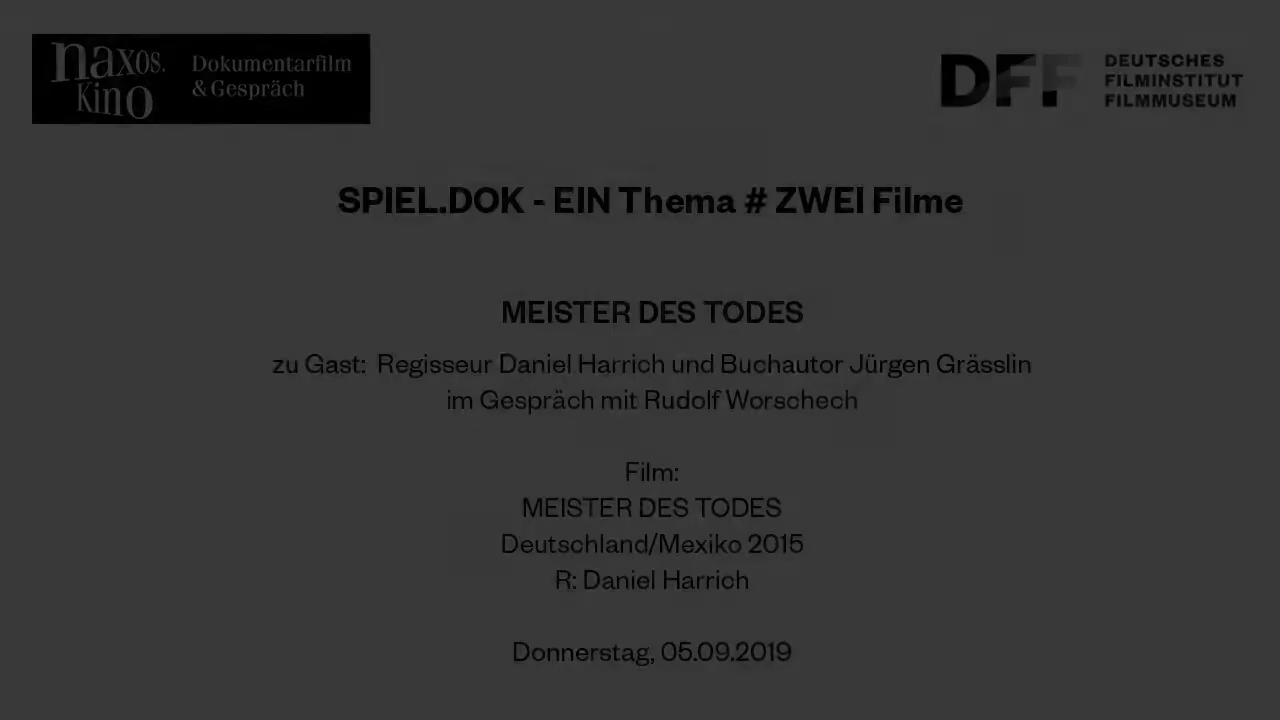 naxos.
Kino
Dokumentarfilm
& Gespräch
DFF
DEUTSCHES
FILMINSTITUT
FILMMUSEUM
SPIEL.DOK - EIN Thema # ZWEI Filme
MEISTER DES TODES
zu Gast: Regisseur Daniel Harrich und Buchautor Jürgen Grässlin
im Gespräch mit Rudolf Worschech
Film:
MEISTER DES TODES
Deutschland/Mexiko 2015
R: Daniel Harrich
Donnerstag, 05.09.2019